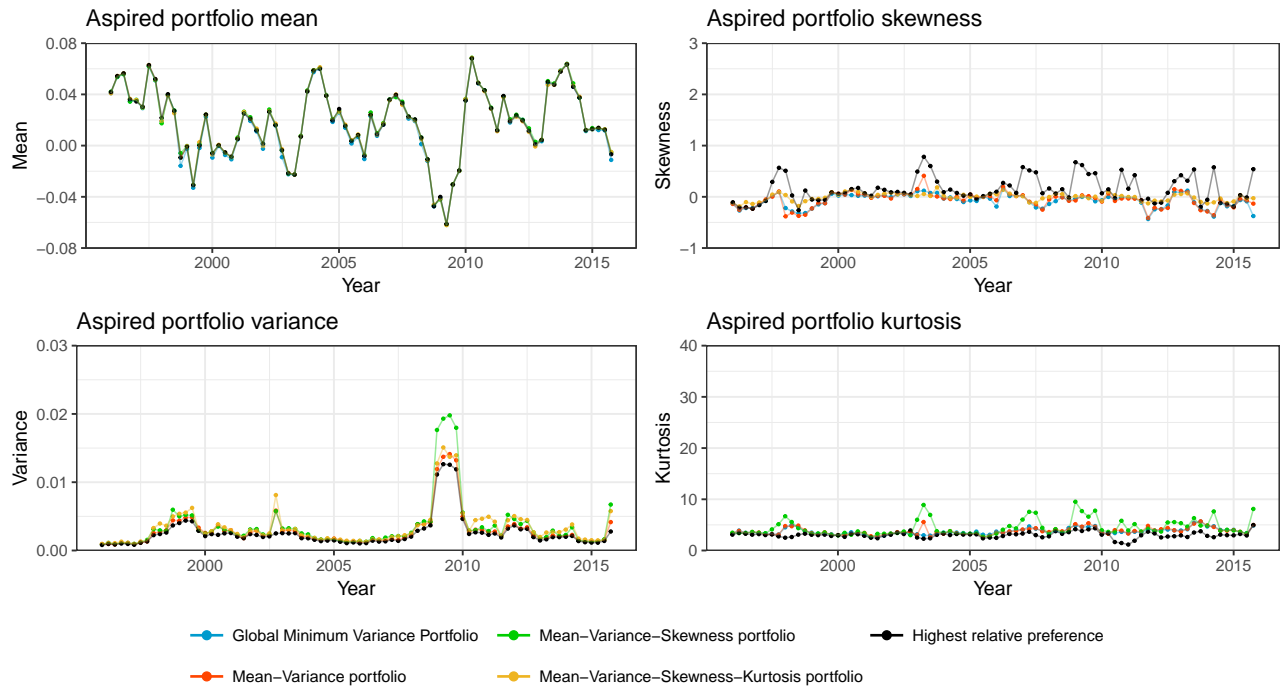 Aspired portfolio mean
0.08
0.04
0.00
−0.04
−0.08
Mean
2000 2005 2010 2015
Year
Aspired portfolio skewness
3
2
1
0
−1
Skewness
2000 2005 2010 2015
Year
Aspired portfolio variance
0.03
0.02
0.01
0.00
Variance
2000 2005 2010 2015
Year
Aspired portfolio kurtosis
40
30
20
10
0
Kurtosis
2000 2005 2010 2015
Year
Global Minimum Variance Portfolio
Mean−Variance−Skewness portfolio
Highest relative preference
Mean−Variance portfolio
Mean−Variance−Skewness−Kurtosis portfolio